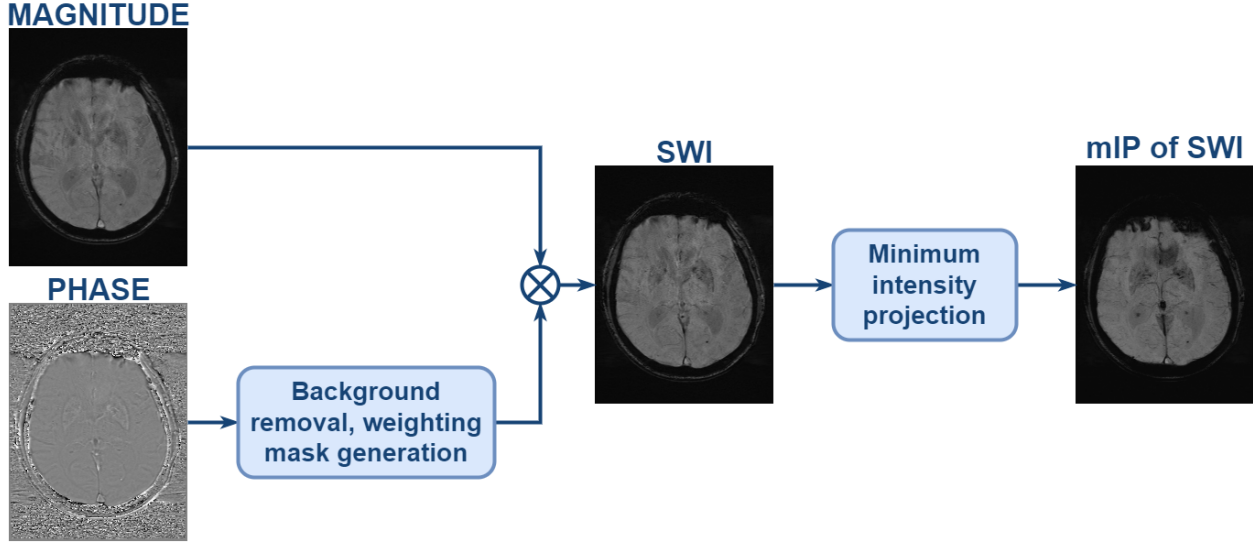 MAGNITUDE
PHASE
Background
removal, weighting
mask generation
SWI
Minimum
intensity
projection
mIP of SWI